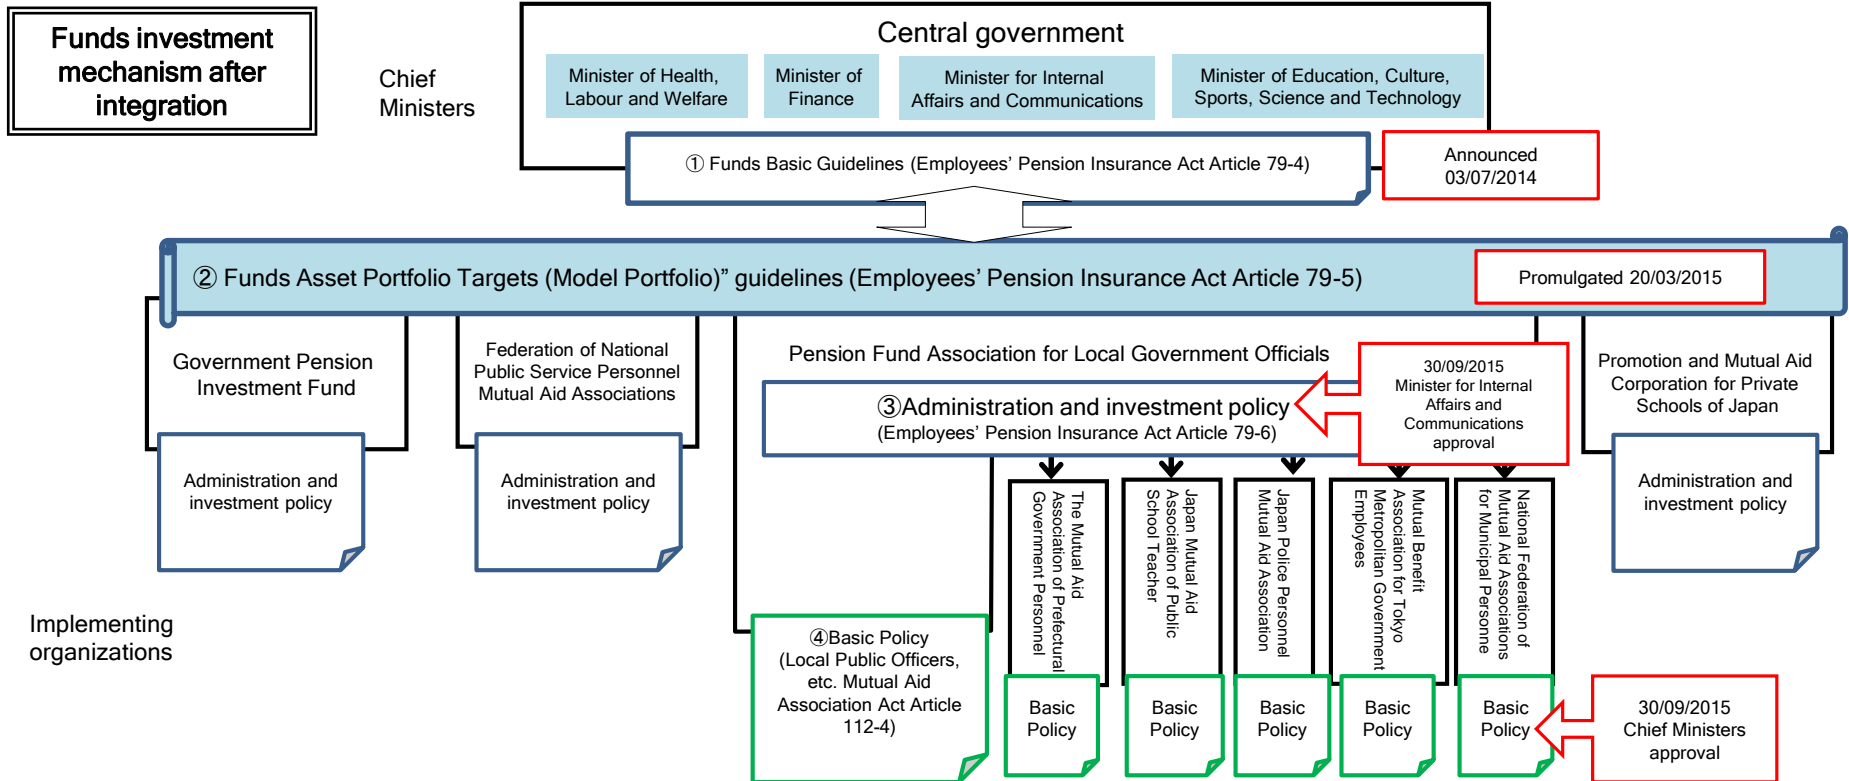 Funds investment
mechanism after
integration
Chief
Ministers
Central government
Minister of Health,
Labour and Welfare
Minister of
Finance
Minister for Internal
Affairs and Communications
Minister of Education, Culture,
Sports, Science and Technology
① Funds Basic Guidelines (Employees’ Pension Insurance Act Article 79-4)
Announced
03/07/2014
② Funds Asset Portfolio Targets (Model Portfolio)” guidelines (Employees’ Pension Insurance Act Article 79-5)
Promulgated 20/03/2015
Government Pension
Investment Fund
Administration and
investment policy
Federation of National
Public Service Personnel
Mutual Aid Associations
Administration and
investment policy
Pension Fund Association for Local Government Officials
③Administration and investment policy
(Employees’ Pension Insurance Act Article 79-6)
30/09/2015
Minister for Internal
Affairs and
Communications
approval
Promotion and Mutual Aid
Corporation for Private
Schools of Japan
Administration and
investment policy
The Mutual Aid
Association of Prefectural
Government Personnel
Japan Mutual Aid
Association of Public
School Teacher
Japan Police Personnel
Mutual Aid Association
Mutual Benefit
Association for Tokyo
Metropolitan Government
Employees
National Federation of
Mutual Aid Associations
for Municipal Personne
Implementing
organizations
④Basic Policy
(Local Public Officers,
etc. Mutual Aid
Association Act Article
112-4)
Basic
Policy
Basic
Policy
Basic
Policy
Basic
Policy
Basic
Policy
30/09/2015
Chief Ministers
approval